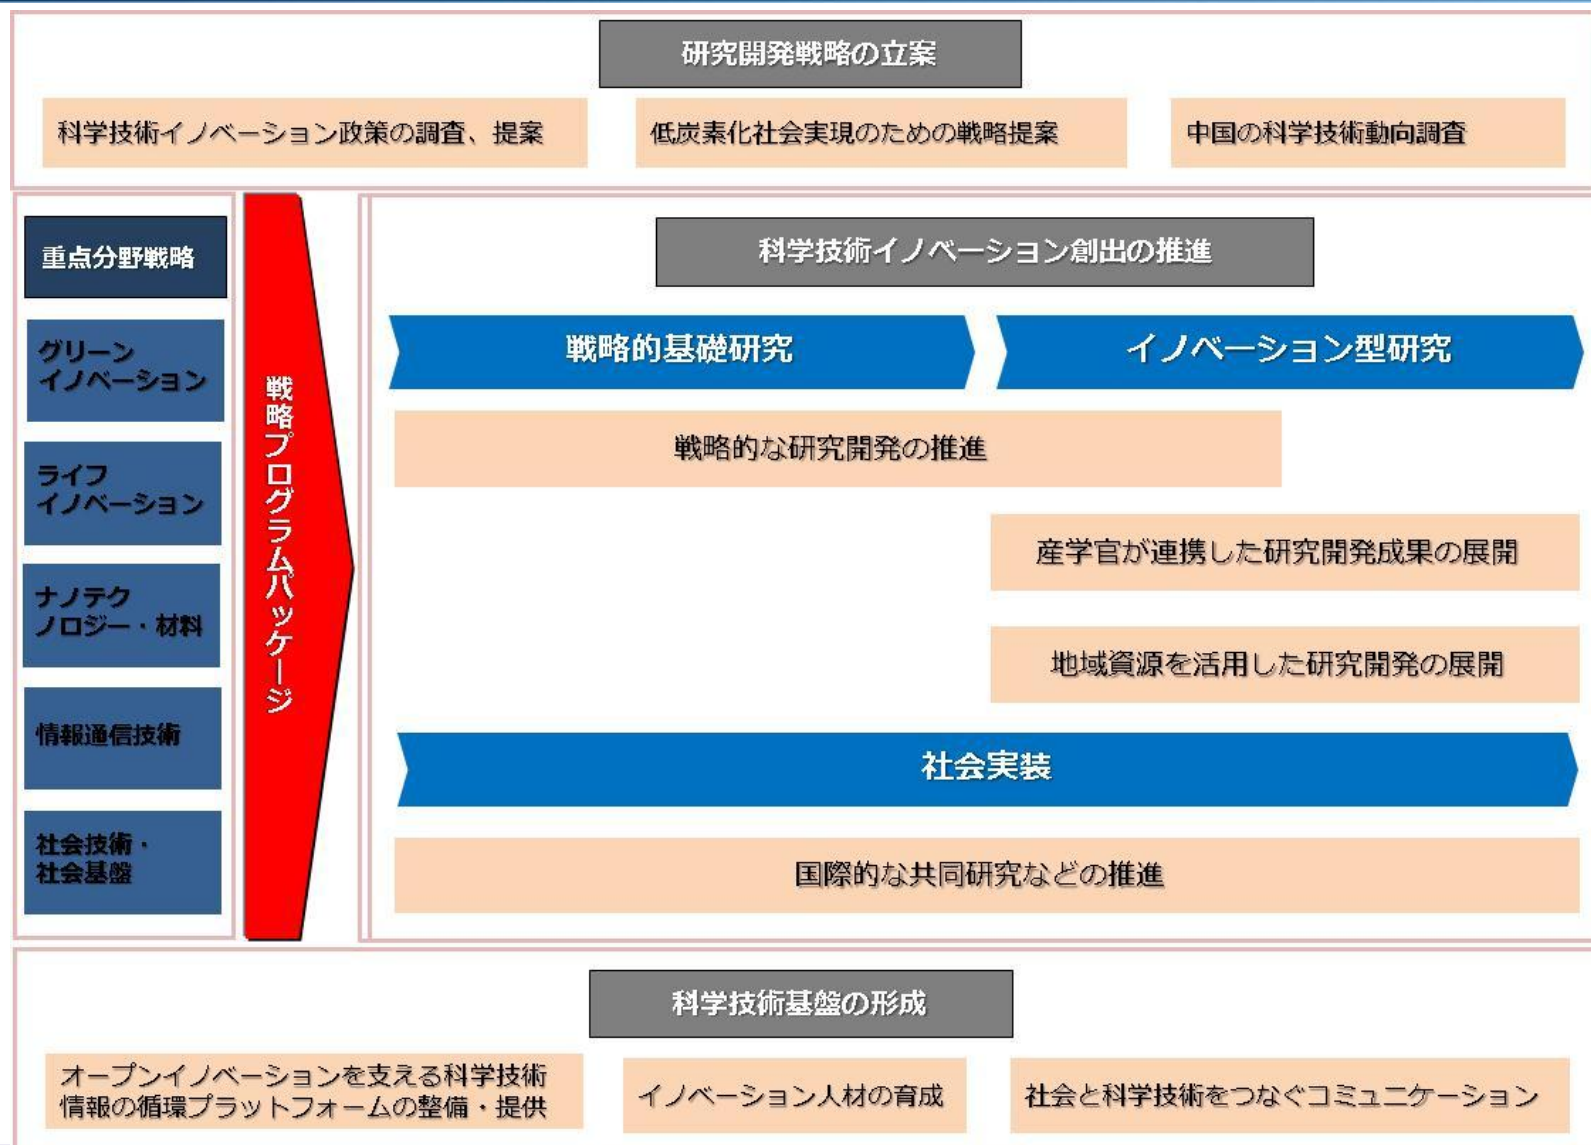 研究開発戦略の立案
科学技術イノベーション政策の調査、提案
低炭素化社会実現のための戦略提案
中国の科学技術動向調査
重点分野戦略
グリーン
イノベーション
ライフ
イノベーション
ナノテク
ノロジー・材料
情報通信技術
社会技術・
社会基盤
戦略プログラムパッケージ
科学技術イノベーション創出の推進
戦略的基礎研究
イノベーション型研究
戦略的な研究開発の推進
産学官が連携した研究開発成果の展開
地域資源を活用した研究開発の展開
社会実装
国際的な共同研究などの推進
科学技術基盤の形成
オープンイノベーションを支える科学技術
情報の循環プラットフォームの整備・提供
イノベーション人材の育成
社会と科学技術をつなぐコミュニケーション